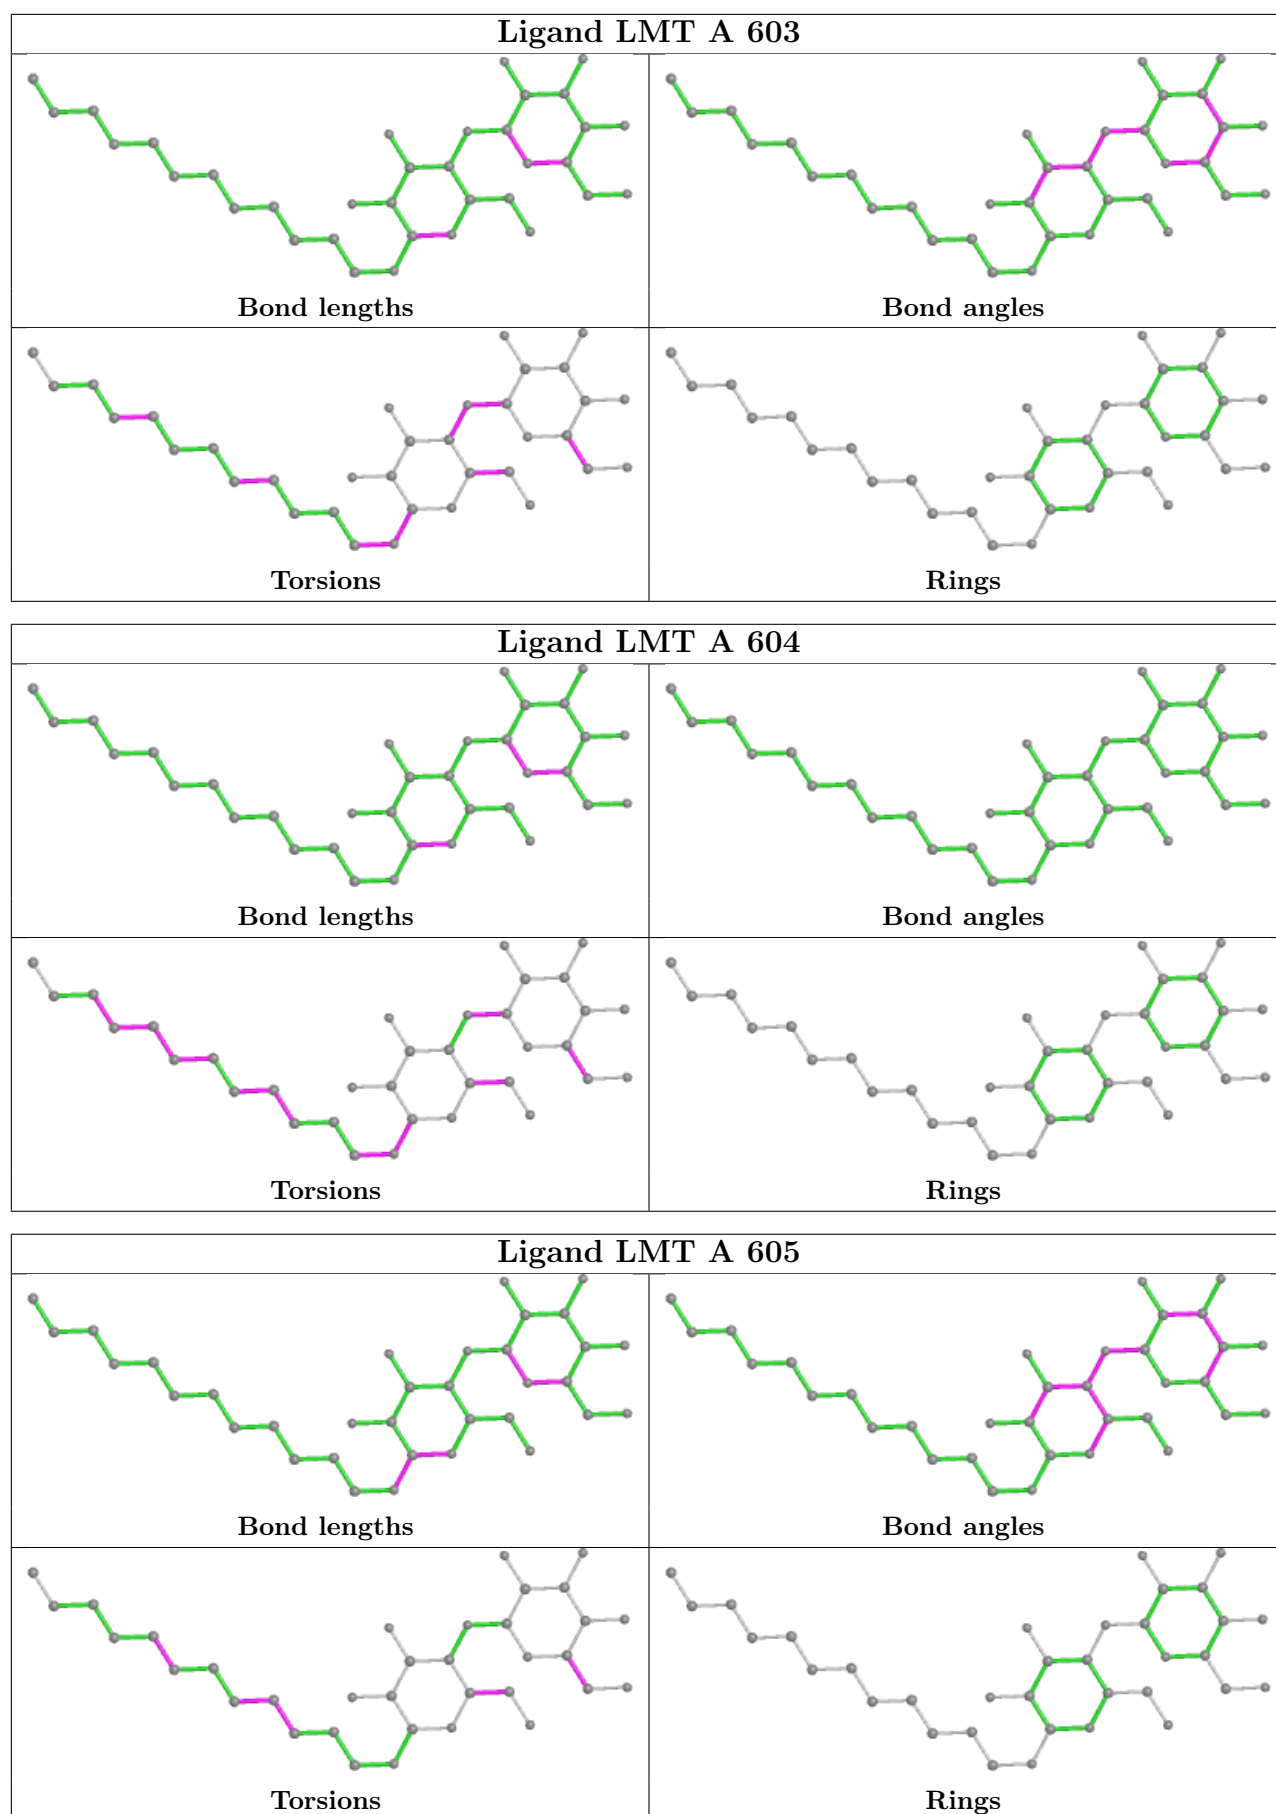 Ligand LMT A 603
Bond lengths
Bond angles
Torsions
Rings
Ligand LMT A 604
Bond lengths
Bond angles
Torsions
Rings
Ligand LMT A 605
Bond lengths
Bond angles
Torsions
Rings